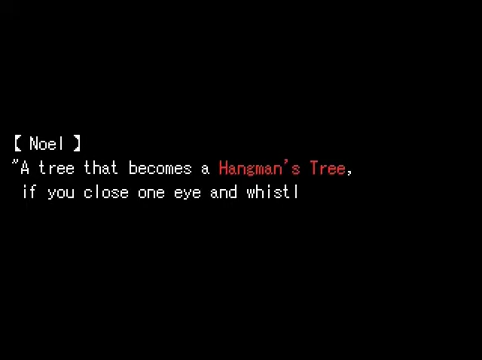 【 Noel 】
"A tree that becomes a Hangman's Tree,
if you close one eye and whistl